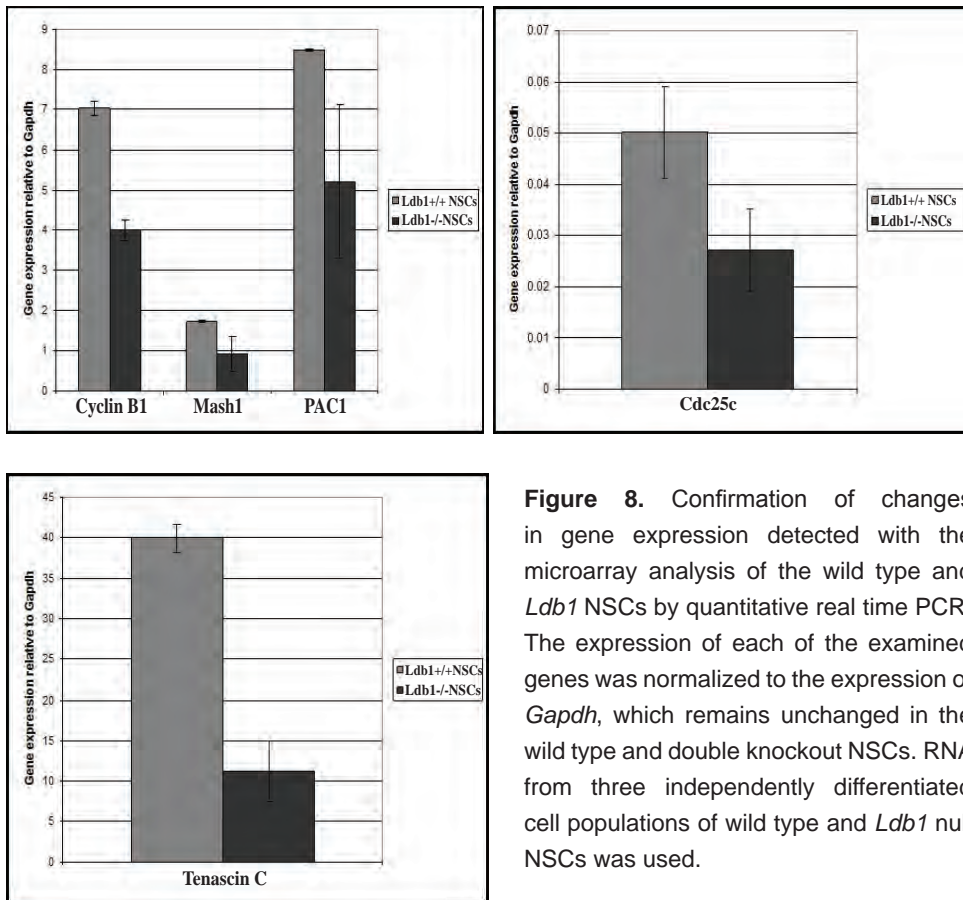 9
8
7
6
5
4
3
2
1
0
Gene expression relative to Gapdh
Cyclin B1 Mash1 PAC1
Ldb1+/+ NSCs
Ldb1-/-NSCs
0.07
0.06
0.05
0.04
0.03
0.02
0.01
0
Gene expression relative to Gapdh
Cdc25c
Ldb1+/+ NSCs
Ldb1-/-NSCs
45
40
35
30
25
20
15
10
5
0
Gene expression relative to Gapdh
Tenascin C
Ldb1+/+NSCs
Ldb1-/-NSCs
Figure 8. Confirmation of changes
in gene expression detected with the
microarray analysis of the wild type and
Ldb1 NSCs by quantitative real time PCR
The expression of each of the examined
genes was normalized to the expression o
Gapdh, which remains unchanged in the
wild type and double knockout NSCs. RNA
from three independently differentiated
cell populations of wild type and Ldb1 nu
NSCs was used.